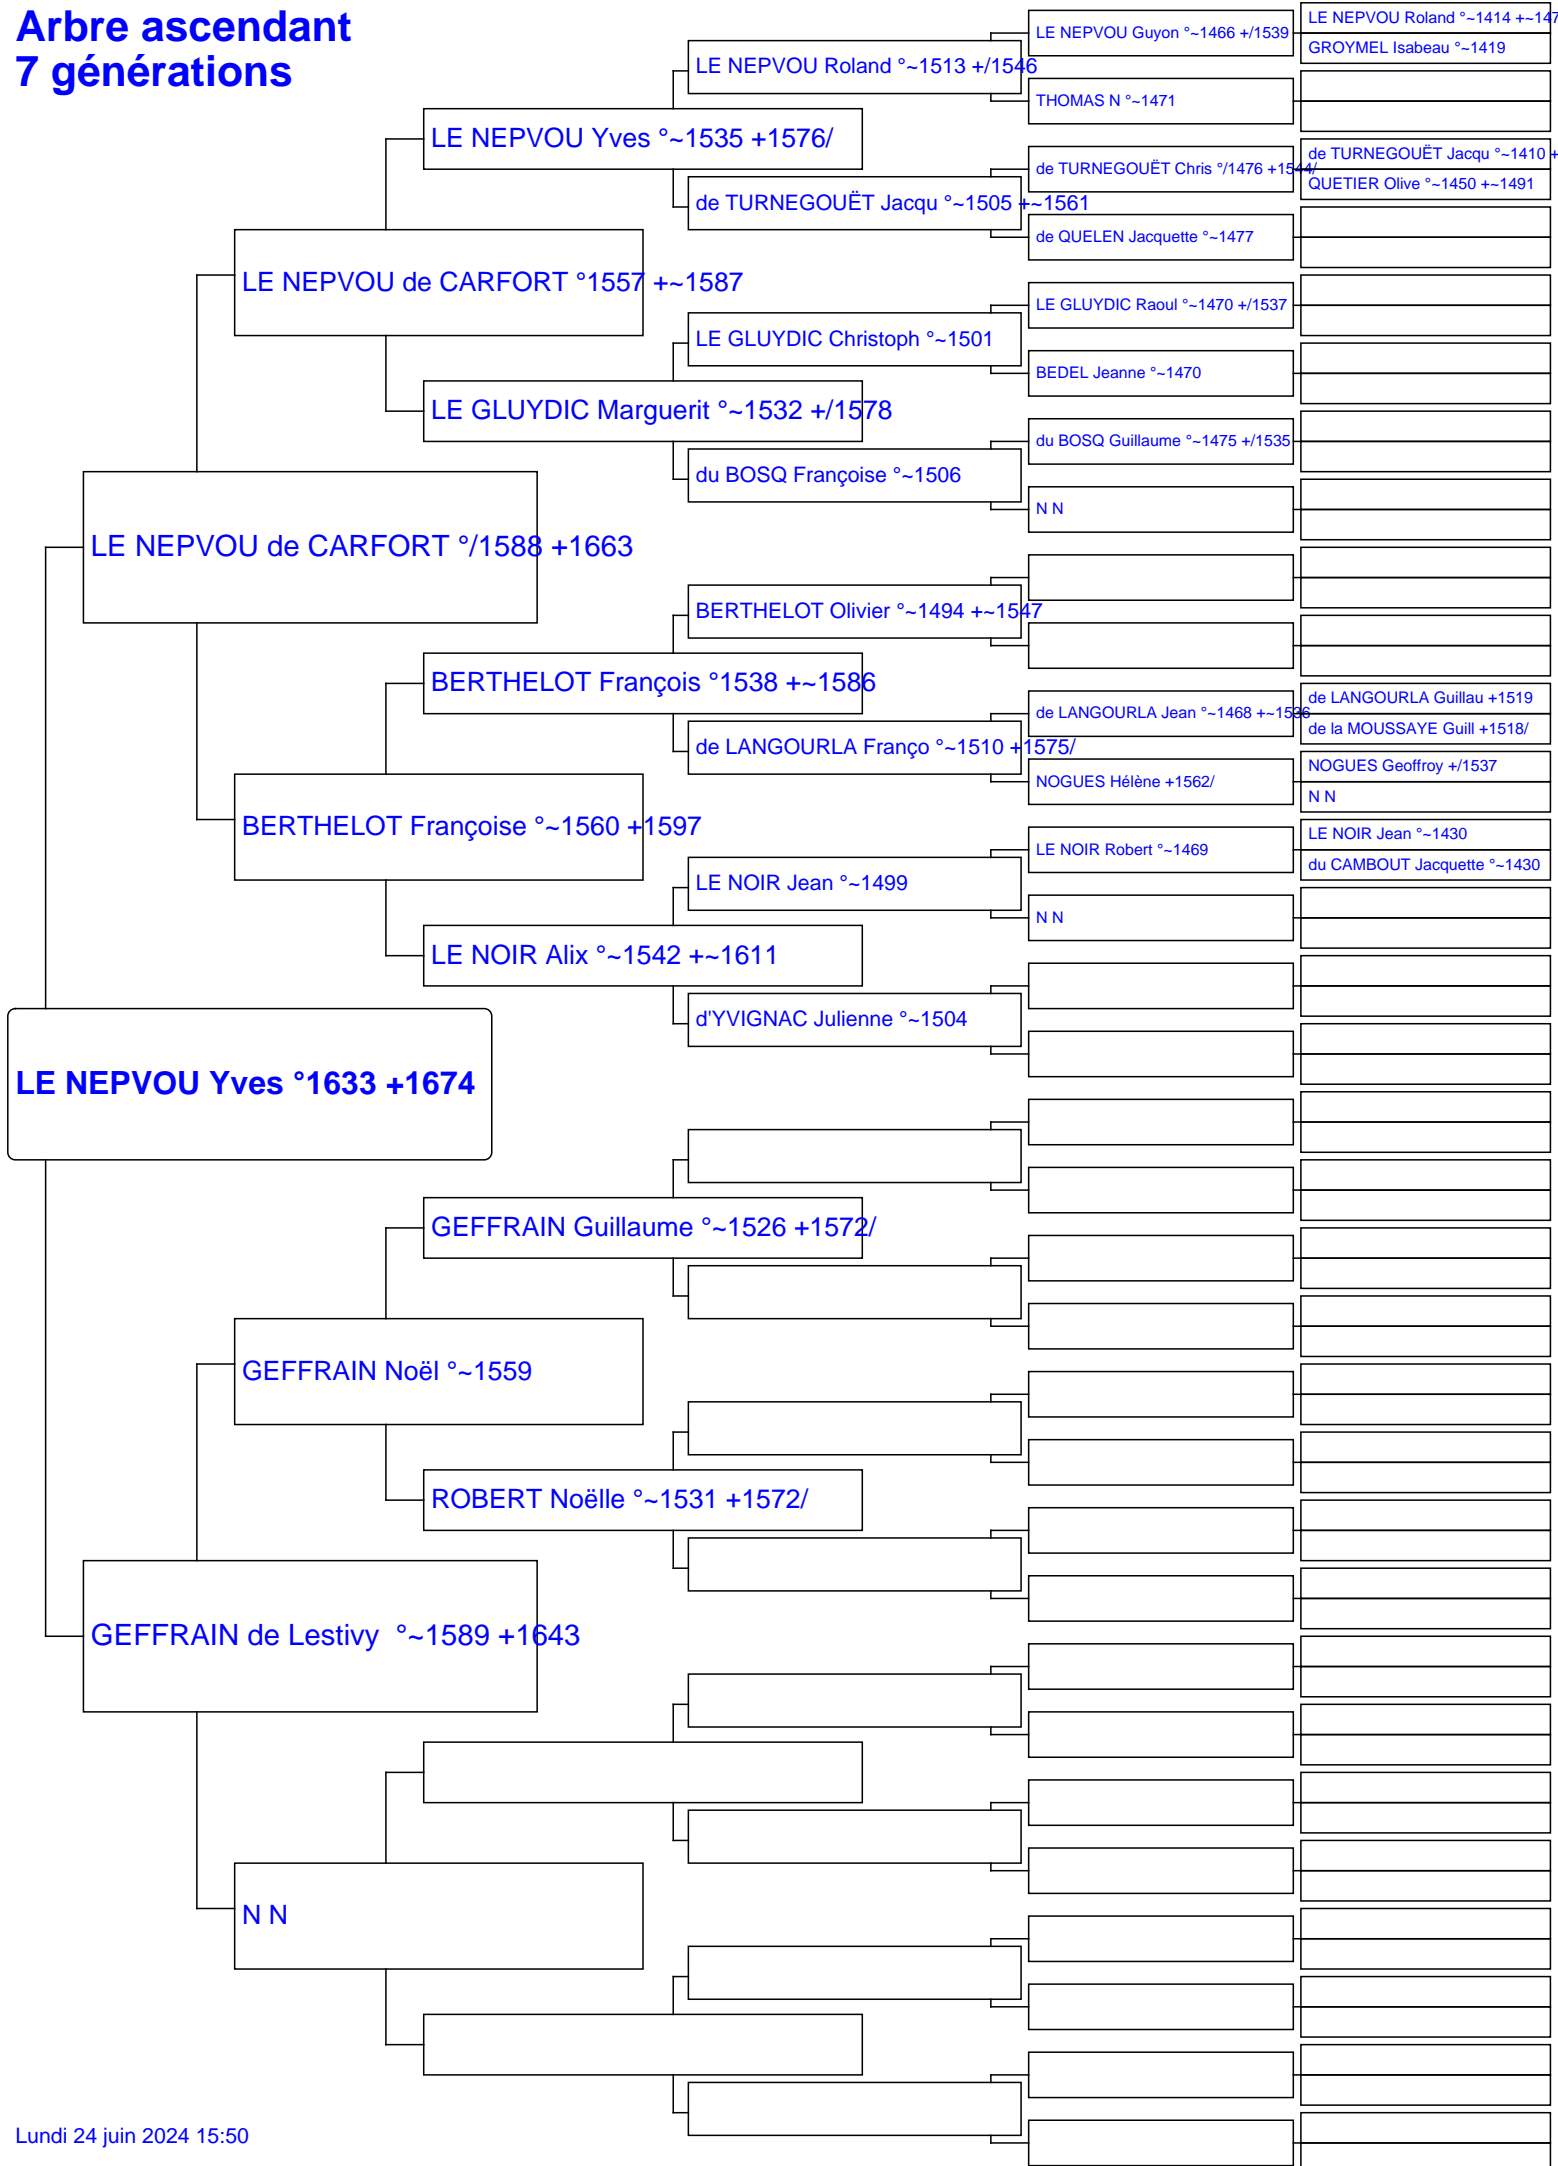 Arbre ascendant
7 générations
LE NEPVOU Roland °~1414 +~147
LE NEPVOU Guyon °~1466 +/1539
GROYMEL Isabeau °~1419
LE NEPVOU Roland °~1513 +/1546
THOMAS N °~1471
LE NEPVOU Yves °~1535 +1576/
de TURNEGOUËT Jacqu °~1410 +
de TURNEGOUËT Chris °/1476 +1544/
QUETIER Olive °~1450 +~1491
de TURNEGOUËT Jacqu °~1505 +~1561
de QUELEN Jacquette °~1477
LE NEPVOU de CARFORT °1557 +~1587
LE GLUYDIC Raoul °~1470 +/1537
LE GLUYDIC Christoph °~1501
BEDEL Jeanne °~1470
LE GLUYDIC Marguerit °~1532 +/1578
du BOSQ Guillaume °~1475 +/1535
du BOSQ Françoise °~1506
N N
LE NEPVOU de CARFORT °/1588 +1663
BERTHELOT Olivier °~1494 +~1547
BERTHELOT François °1538 +~1586
de LANGOURLA Guillau +1519
de LANGOURLA Jean °~1468 +~1536
de la MOUSSAYE Guill +1518/
de LANGOURLA Franço °~1510 +1575/
NOGUES Geoffroy +/1537
NOGUES Hélène +1562/
N N
BERTHELOT Françoise °~1560 +1597
LE NOIR Jean °~1430
LE NOIR Robert °~1469
du CAMBOUT Jacquette °~1430
LE NOIR Jean °~1499
N N
LE NOIR Alix °~1542 +~1611
d'YVIGNAC Julienne °~1504
LE NEPVOU Yves °1633 +1674
GEFFRAIN Guillaume °~1526 +1572/
GEFFRAIN Noël °~1559
ROBERT Noëlle °~1531 +1572/
GEFFRAIN de Lestivy °~1589 +1643
N N
Lundi 24 juin 2024 15:50